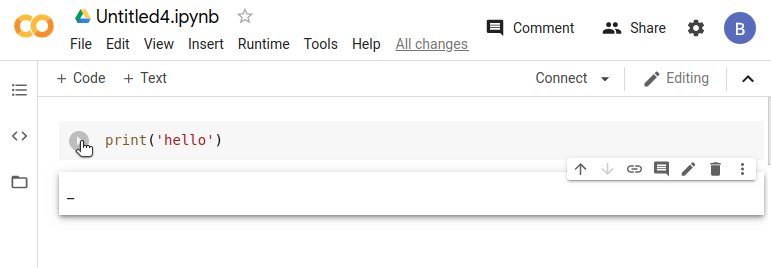 Untitled4.ipynb
Comment Share B
File Edit View Insert Runtime Tools Help All changes
+ Code + Text Connect Editing
print('hello')
–